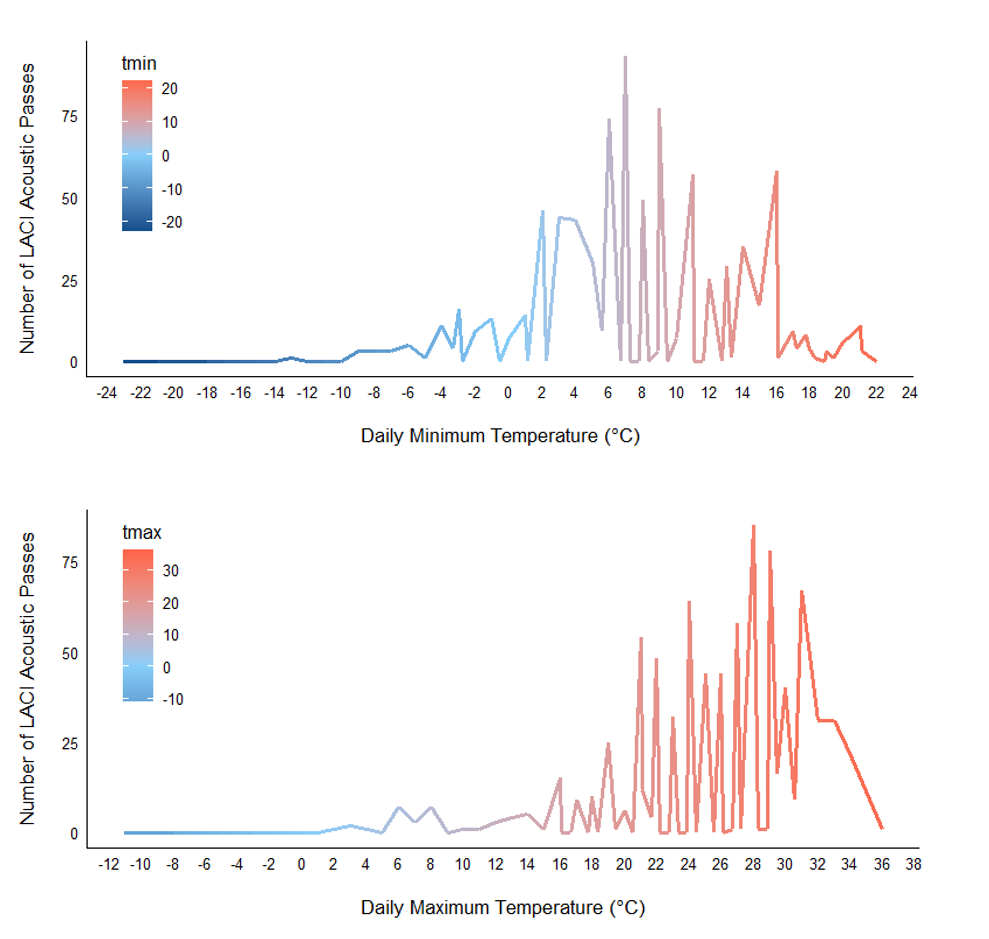 Number of LACI Acoustic Passes
tmin
20
10
0
-10
-20
75
50
25
0
-24 -22 -20 -18 -16 -14 -12 -10 -8 -6 -4 -2 0 2 4 6 8 10 12 14 16 18 20 22 24
Daily Minimum Temperature (°C)
Number of LACI Acoustic Passes
tmax
30
20
10
0
-10
75
50
25
0
-12 -10 -8 -6 -4 -2 0 2 4 6 8 10 12 14 16 18 20 22 24 26 28 30 32 34 36 38
Daily Maximum Temperature (°C)